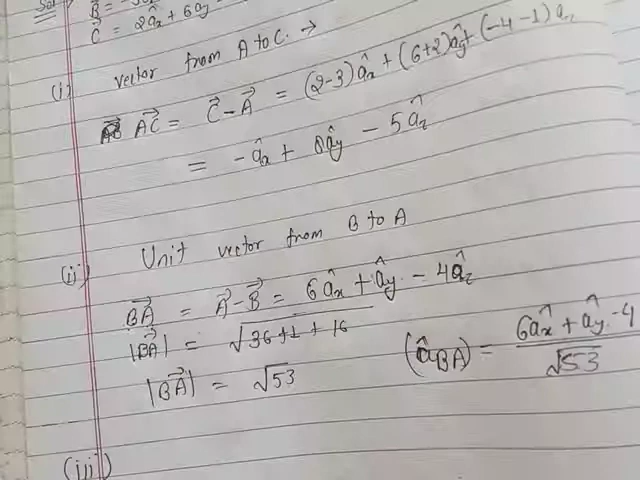 Sol
B⃗ = -3
C⃗ = 2âx + 6ây
(i) vector from A to C. →
AC⃗ = C⃗ - A⃗ = (2-3)âx + (6+2)ây + (-4-1)âz
= -âx + 8ây - 5âz
(ii) Unit vector from B to A
BA⃗ = A⃗ - B⃗ = 6âx + ây - 4âz
|BA⃗| = √36+1+16
(âBA) = 6âx + ây - 4 / √53
|BA⃗| = √53
(iii)